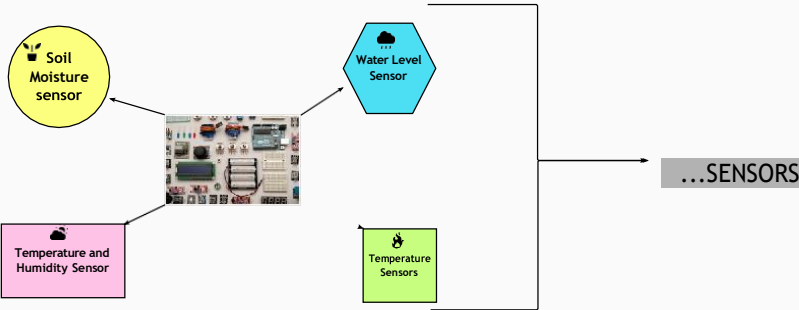 Soil
Moisture
sensor
Water Level
Sensor
...SENSORS
Temperature and
Humidity Sensor
Temperature
Sensors